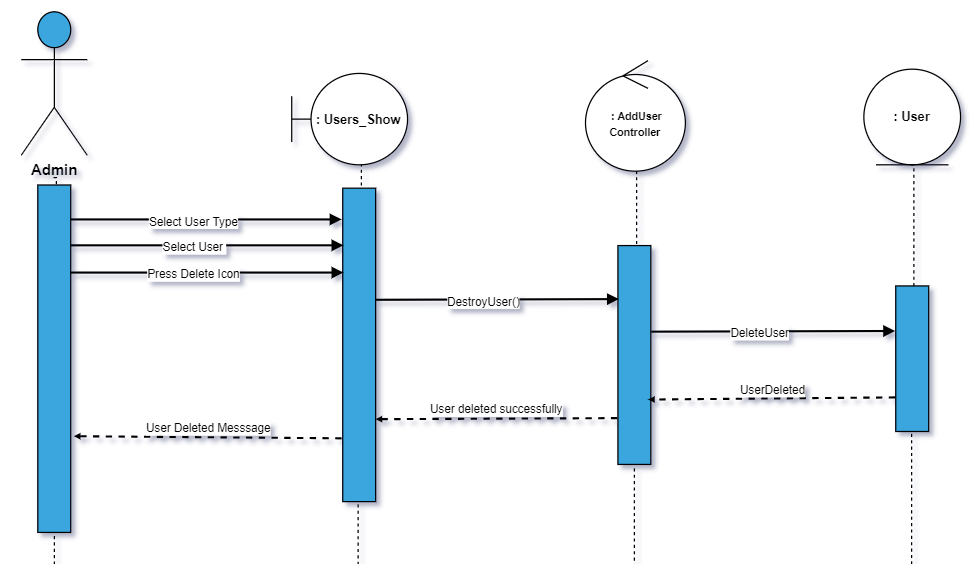 : Users_Show
: AddUser
Controller
: User
Admin
Select User Type
Select User
Press Delete Icon
DestroyUser()
DeleteUser
UserDeleted
User deleted successfully
User Deleted Messsage